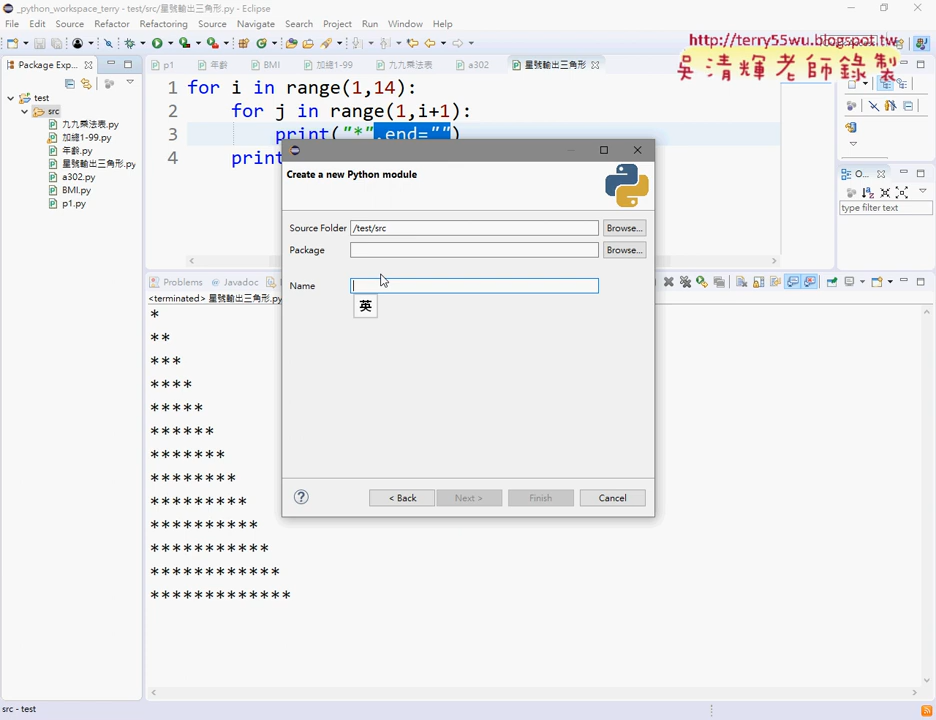 _python_workspace_terry - test/src/星號輸出三角形.py - Eclipse
File Edit Source Refactor Refactoring Source Navigate Search Project Run Window Help
http://terry55wu.blogspot.tw
吳清輝老師錄製
Package Exp...
p1 年齡 BMI 加總1-99 九九乘法表 a302 星號輸出三角形
test
src
九九乘法表.py
加總1-99.py
年齡.py
星號輸出三角形.py
a302.py
BMI.py
p1.py
1 for i in range(1,14):
2 for j in range(1,i+1):
3 print("*",end="")
4 print
O...
type filter text
Create a new Python module
Source Folder /test/src Browse...
Package Browse...
Name
英
? < Back Next > Finish Cancel
Problems @ Javadoc
<terminated> 星號輸出三角形.py
*
**
***
****
*****
******
*******
********
*********
**********
***********
************
*************
src - test